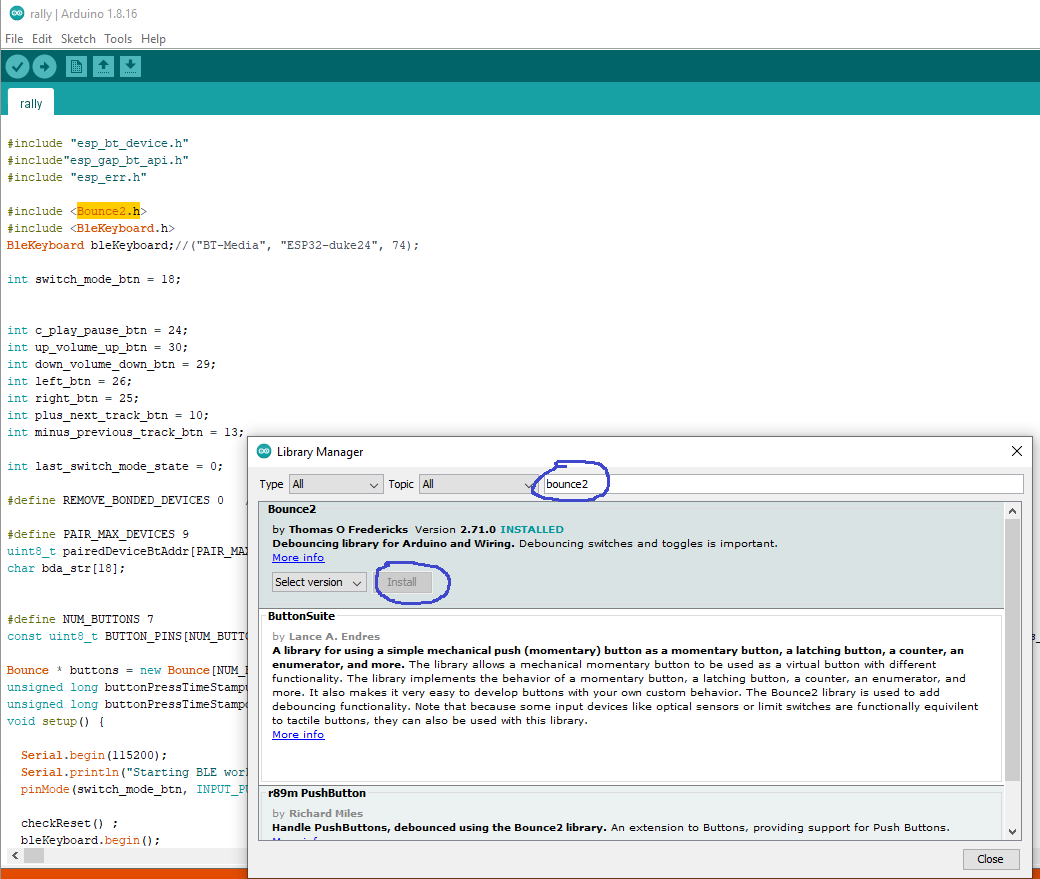 rally | Arduino 1.8.16
File Edit Sketch Tools Help
rally
#include "esp_bt_device.h"
#include"esp_gap_bt_api.h"
#include "esp_err.h"
#include <Bounce2.h>
#include <BleKeyboard.h>
BleKeyboard bleKeyboard;//("BT-Media", "ESP32-duke24", 74);
int switch_mode_btn = 18;
int c_play_pause_btn = 24;
int up_volume_up_btn = 30;
int down_volume_down_btn = 29;
int left_btn = 26;
int right_btn = 25;
int plus_next_track_btn = 10;
int minus_previous_track_btn = 13;
int last_switch_mode_state = 0;
#define REMOVE_BONDED_DEVICES 0
#define PAIR_MAX_DEVICES 9
uint8_t pairedDeviceBtAddr[PAIR_MAX
char bda_str[18];
#define NUM_BUTTONS 7
const uint8_t BUTTON_PINS[NUM_BUTTO
Bounce * buttons = new Bounce[NUM_B
unsigned long buttonPressTimeStamps
unsigned long buttonPressTimeStamps
void setup() {
Serial.begin(115200);
Serial.println("Starting BLE work
pinMode(switch_mode_btn, INPUT_PU
checkReset() ;
bleKeyboard.begin();
Library Manager
Type All Topic All bounce2
Bounce2
by Thomas O Fredericks Version 2.71.0 INSTALLED
Debouncing library for Arduino and Wiring. Debouncing switches and toggles is important.
More info
Select version Install
ButtonSuite
by Lance A. Endres
A library for using a simple mechanical push (momentary) button as a momentary button, a latching button, a counter, an
enumerator, and more. The library allows a mechanical momentary button to be used as a virtual button with different
functionality. The library implements the behavior of a momentary button, a latching button, a counter, an enumerator, and
more. It also makes it very easy to develop buttons with your own custom behavior. The Bounce2 library is used to add
debouncing functionality. Note that because some input devices like optical sensors or limit switches are functionally equivilent
to tactile buttons, they can also be used with this library.
More info
r89m PushButton
by Richard Miles
Handle PushButtons, debounced using the Bounce2 library. An extension to Buttons, providing support for Push Buttons.
Close